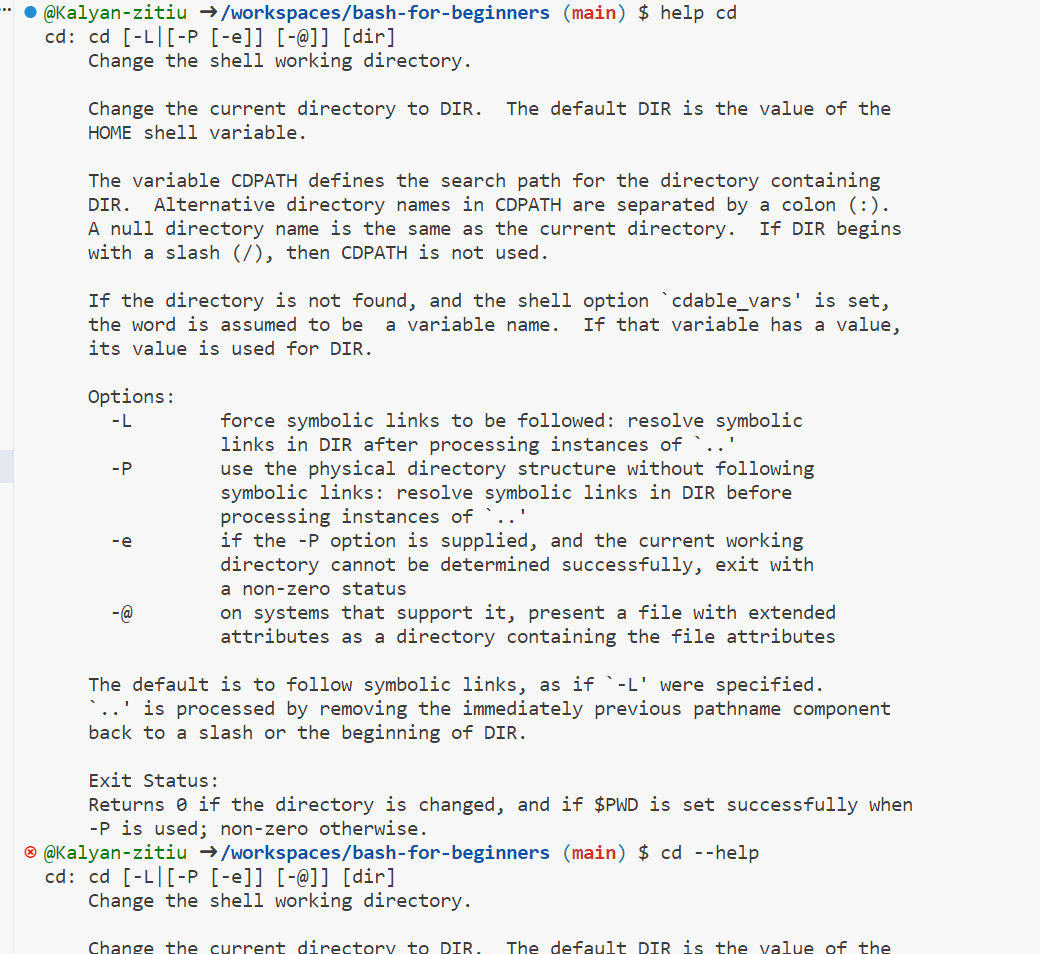 @Kalyan-zitiu →/workspaces/bash-for-beginners (main) $ help cd
cd: cd [-L|[-P [-e]] [-@]] [dir]
    Change the shell working directory.

    Change the current directory to DIR.  The default DIR is the value of the
    HOME shell variable.

    The variable CDPATH defines the search path for the directory containing
    DIR.  Alternative directory names in CDPATH are separated by a colon (:).
    A null directory name is the same as the current directory.  If DIR begins
    with a slash (/), then CDPATH is not used.

    If the directory is not found, and the shell option `cdable_vars' is set,
    the word is assumed to be  a variable name.  If that variable has a value,
    its value is used for DIR.

    Options:
      -L        force symbolic links to be followed: resolve symbolic
                links in DIR after processing instances of `..'
      -P        use the physical directory structure without following
                symbolic links: resolve symbolic links in DIR before
                processing instances of `..'
      -e        if the -P option is supplied, and the current working
                directory cannot be determined successfully, exit with
                a non-zero status
      -@        on systems that support it, present a file with extended
                attributes as a directory containing the file attributes

    The default is to follow symbolic links, as if `-L' were specified.
    `..' is processed by removing the immediately previous pathname component
    back to a slash or the beginning of DIR.

    Exit Status:
    Returns 0 if the directory is changed, and if $PWD is set successfully when
    -P is used; non-zero otherwise.
@Kalyan-zitiu →/workspaces/bash-for-beginners (main) $ cd --help
cd: cd [-L|[-P [-e]] [-@]] [dir]
    Change the shell working directory.

    Change the current directory to DIR.  The default DIR is the value of the